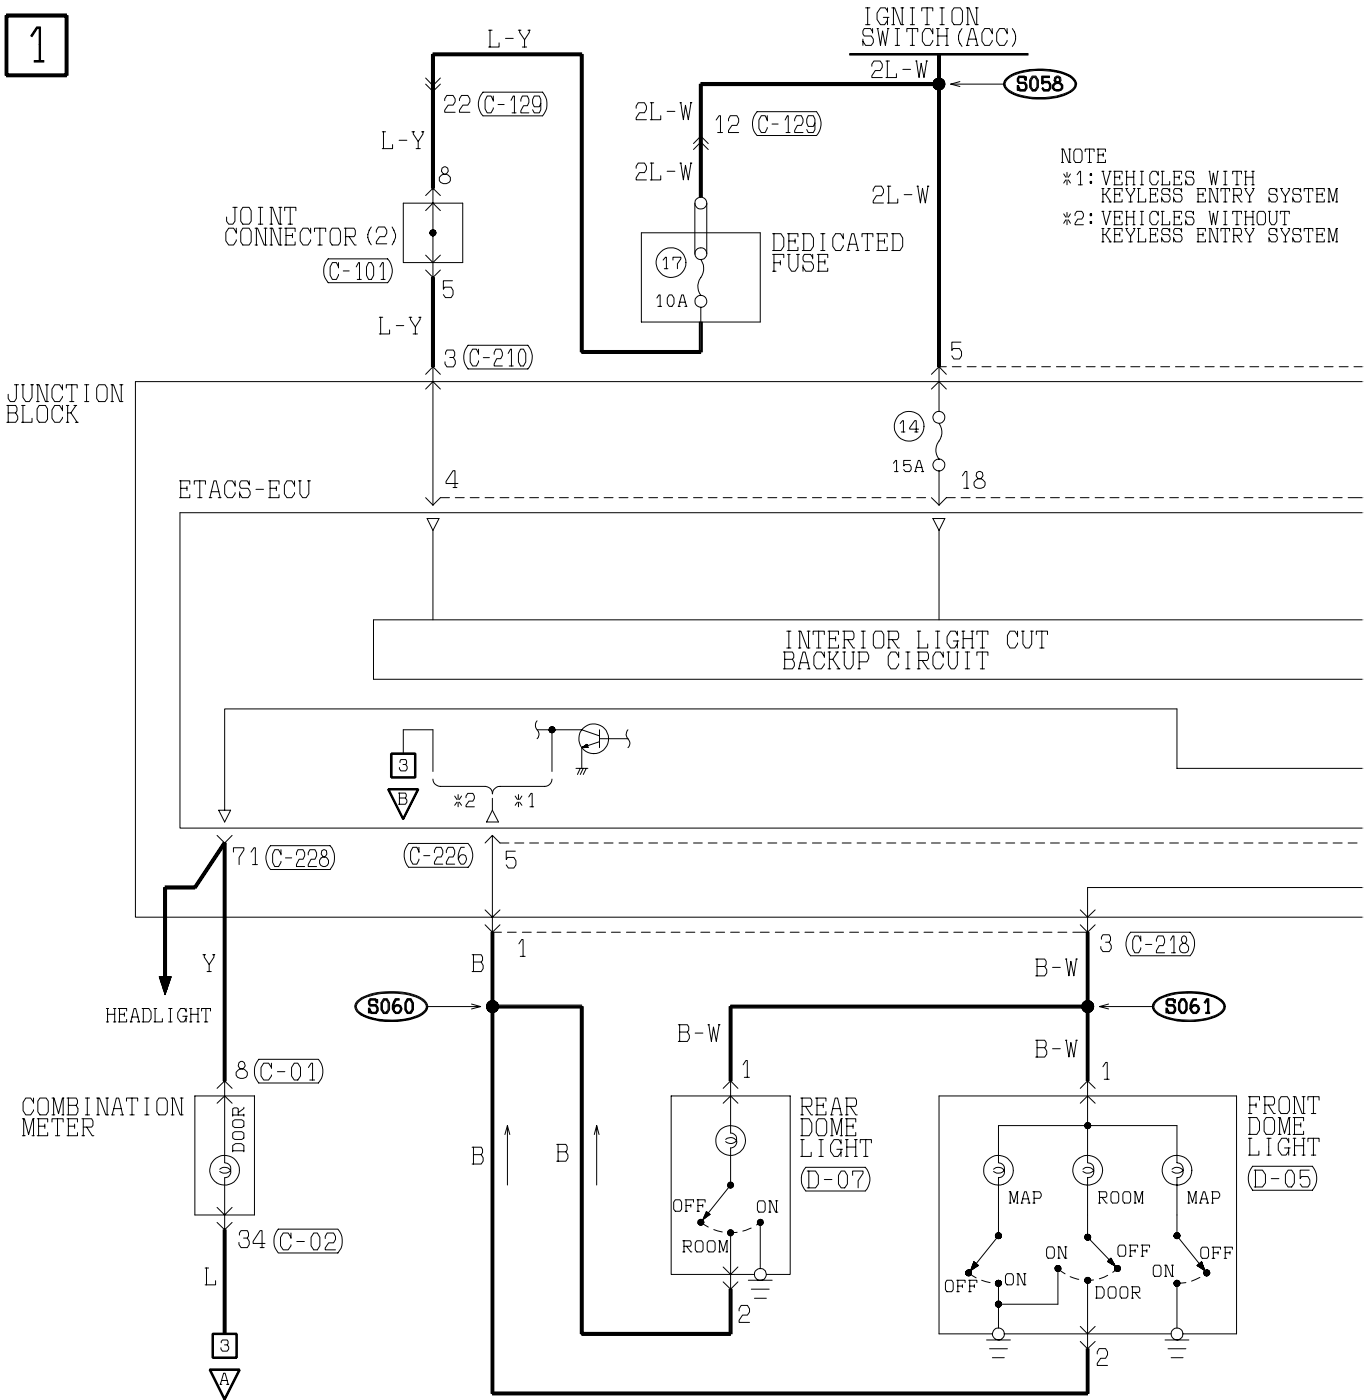 1
IGNITION
SWITCH(ACC)
L-Y
2L-W
S058
22 (C-129)
2L-W
12 (C-129)
L-Y
2L-W
NOTE
*1: VEHICLES WITH
KEYLESS ENTRY SYSTEM
*2: VEHICLES WITHOUT
KEYLESS ENTRY SYSTEM
8
2L-W
JOINT
CONNECTOR(2)
(C-101)
DEDICATED
FUSE
17
10A
5
L-Y
3 (C-210)
5
JUNCTION
BLOCK
14
15A
ETACS-ECU
4
18
INTERIOR LIGHT CUT
BACKUP CIRCUIT
3
B
*2
*1
71 (C-228)
(C-226)
5
1
3 (C-218)
Y
B
B-W
HEADLIGHT
S060
S061
B-W
B-W
8 (C-01)
1
1
COMBINATION
METER
DOOR
REAR
DOME
LIGHT
(D-07)
FRONT
DOME
LIGHT
(D-05)
B
B
OFF
ON
ROOM
MAP
ROOM
MAP
34 (C-02)
OFF
ON
ON
OFF
DOOR
ON
OFF
L
2
2
3
A